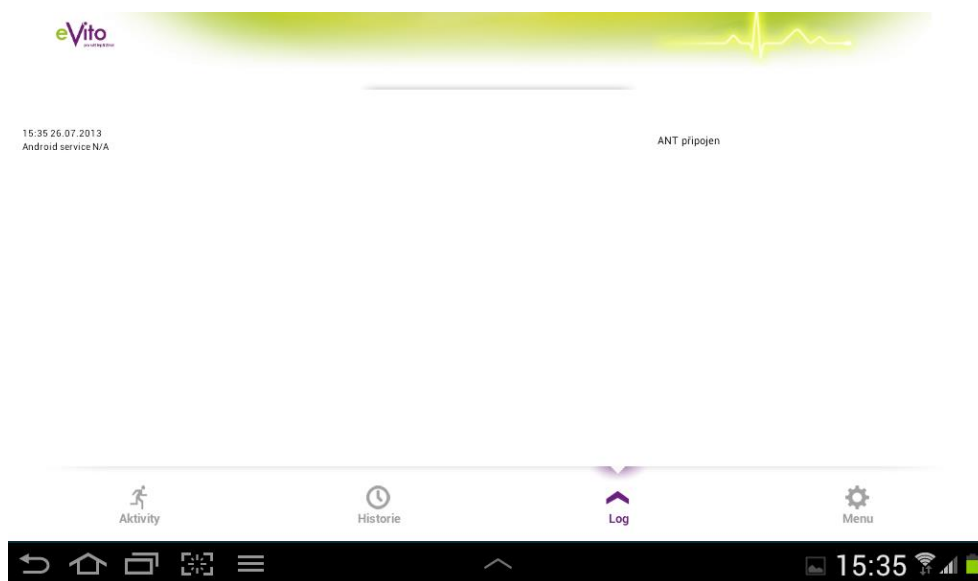 eVito
15:35 26.07.2013
Android service N/A
ANT připojen
Aktivity
Historie
Log
Menu
15:35